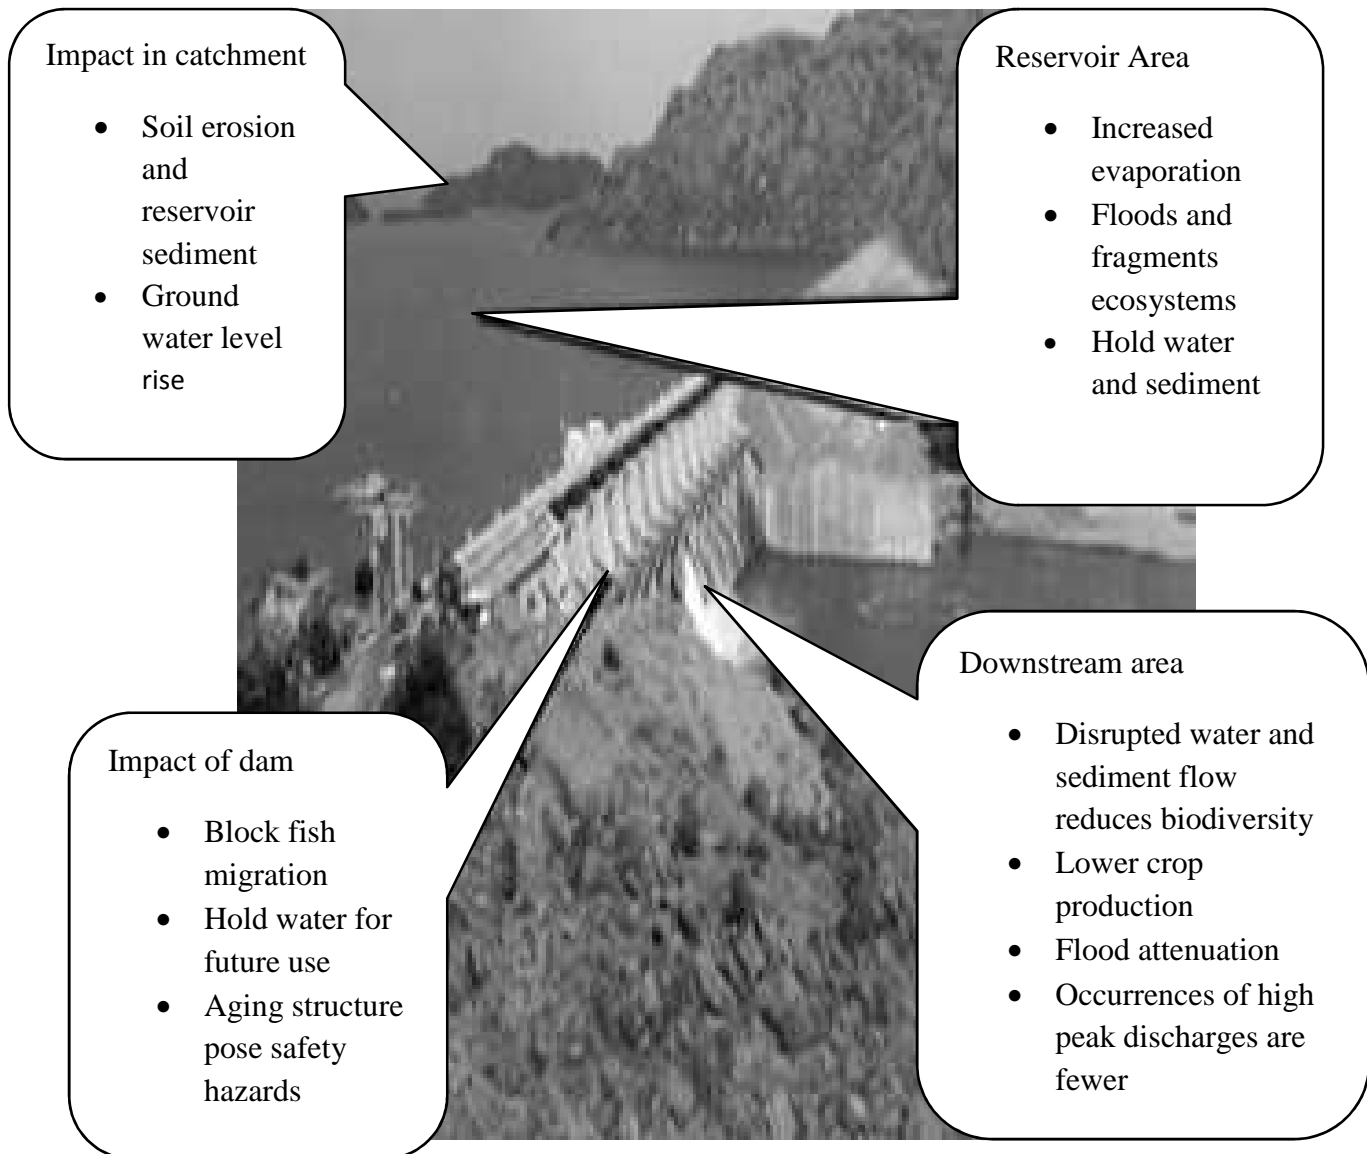 Impact in catchment
• Soil erosion
and
reservoir
sediment
• Ground
water level
rise
Reservoir Area
• Increased
evaporation
• Floods and
fragments
ecosystems
• Hold water
and sediment
Impact of dam
• Block fish
migration
• Hold water for
future use
• Aging structure
pose safety
hazards
Downstream area
• Disrupted water and
sediment flow
reduces biodiversity
• Lower crop
production
• Flood attenuation
• Occurrences of high
peak discharges are
fewer